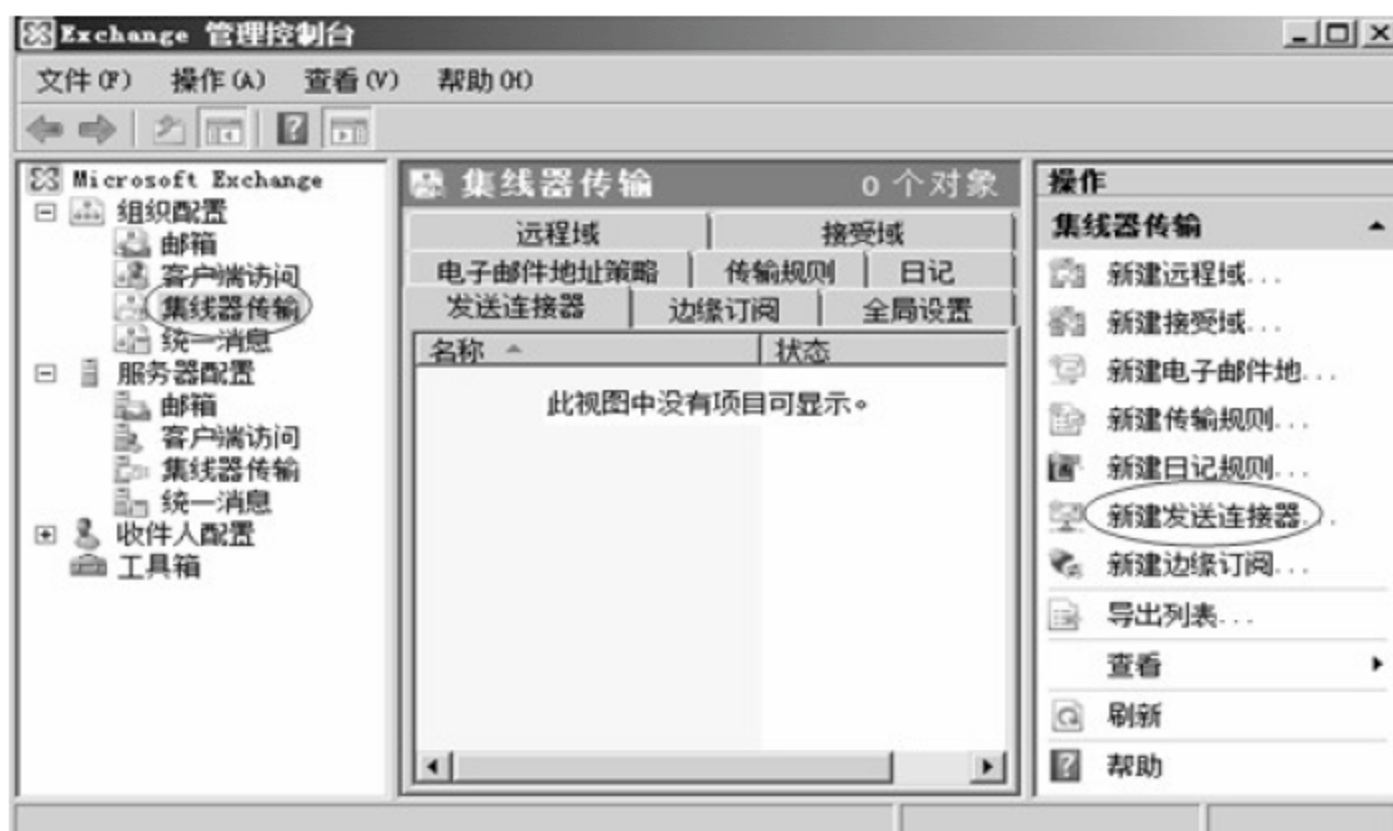 Exchange 管理控制台
文件(F) 操作(A) 查看(V) 帮助(H)
Microsoft Exchange
组织配置
邮箱
客户端访问
集线器传输
统一消息
服务器配置
邮箱
客户端访问
集线器传输
统一消息
收件人配置
工具箱
集线器传输 0 个对象
远程域 接受域
电子邮件地址策略 传输规则 日记
发送连接器 边缘订阅 全局设置
名称 状态
此视图中没有项目可显示。
操作
集线器传输
新建远程域...
新建接受域...
新建电子邮件地...
新建传输规则...
新建日记规则...
新建发送连接器...
新建边缘订阅...
导出列表...
查看
刷新
帮助